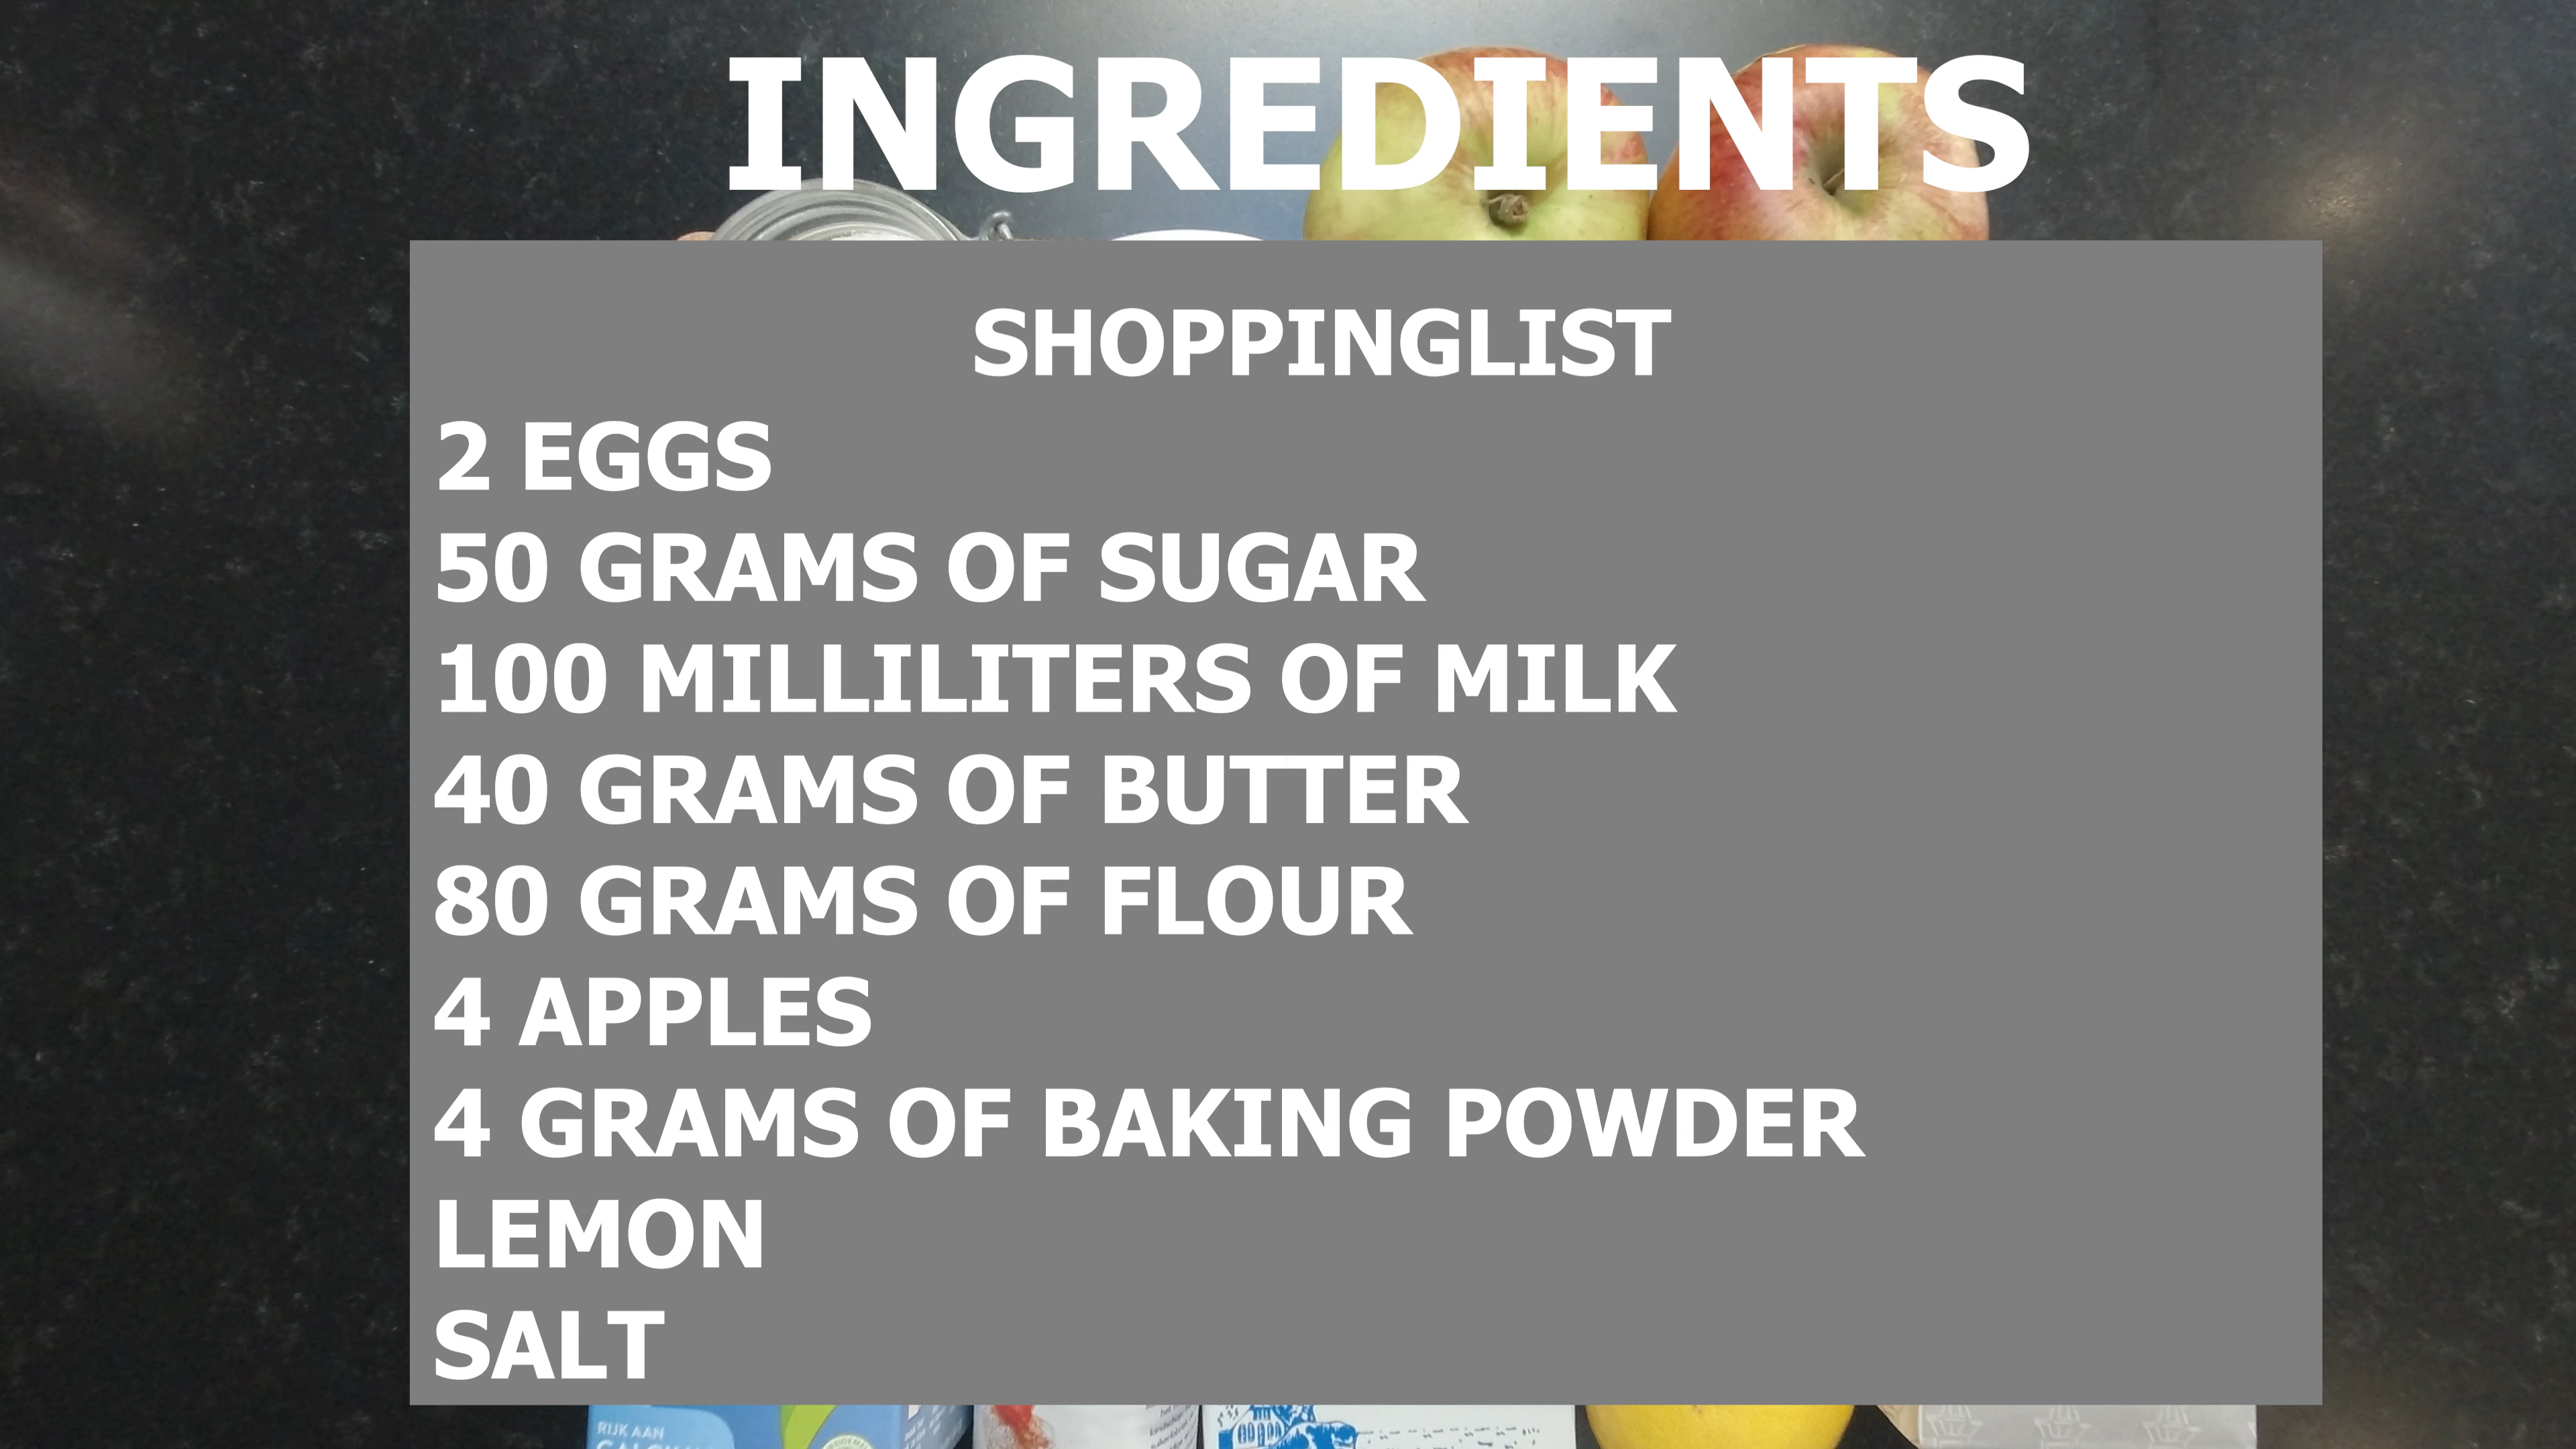 INGREDIENTS
SHOPPINGLIST
2 EGGS
50 GRAMS OF SUGAR
100 MILLILITERS OF MILK
40 GRAMS OF BUTTER
80 GRAMS OF FLOUR
4 APPLES
4 GRAMS OF BAKING POWDER
LEMON
SALT
RIJK AAN